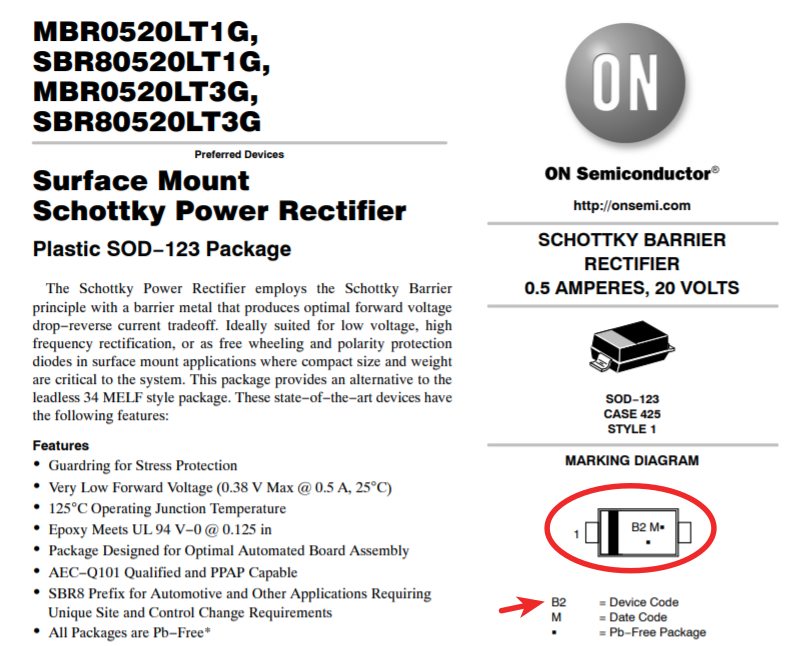 MBR0520LT1G,
SBR80520LT1G,
MBR0520LT3G,
SBR80520LT3G
Preferred Devices
Surface Mount
Schottky Power Rectifier
Plastic SOD−123 Package
The Schottky Power Rectifier employs the Schottky Barrier
principle with a barrier metal that produces optimal forward voltage
drop−reverse current tradeoff. Ideally suited for low voltage, high
frequency rectification, or as free wheeling and polarity protection
diodes in surface mount applications where compact size and weight
are critical to the system. This package provides an alternative to the
leadless 34 MELF style package. These state−of−the−art devices have
the following features:
Features
• Guardring for Stress Protection
• Very Low Forward Voltage (0.38 V Max @ 0.5 A, 25°C)
• 125°C Operating Junction Temperature
• Epoxy Meets UL 94 V−0 @ 0.125 in
• Package Designed for Optimal Automated Board Assembly
• AEC−Q101 Qualified and PPAP Capable
• SBR8 Prefix for Automotive and Other Applications Requiring
Unique Site and Control Change Requirements
• All Packages are Pb−Free*
ON
ON Semiconductor®
http://onsemi.com
SCHOTTKY BARRIER
RECTIFIER
0.5 AMPERES, 20 VOLTS
SOD−123
CASE 425
STYLE 1
MARKING DIAGRAM
1
B2 M▪
▪
B2 = Device Code
M = Date Code
▪ = Pb−Free Package